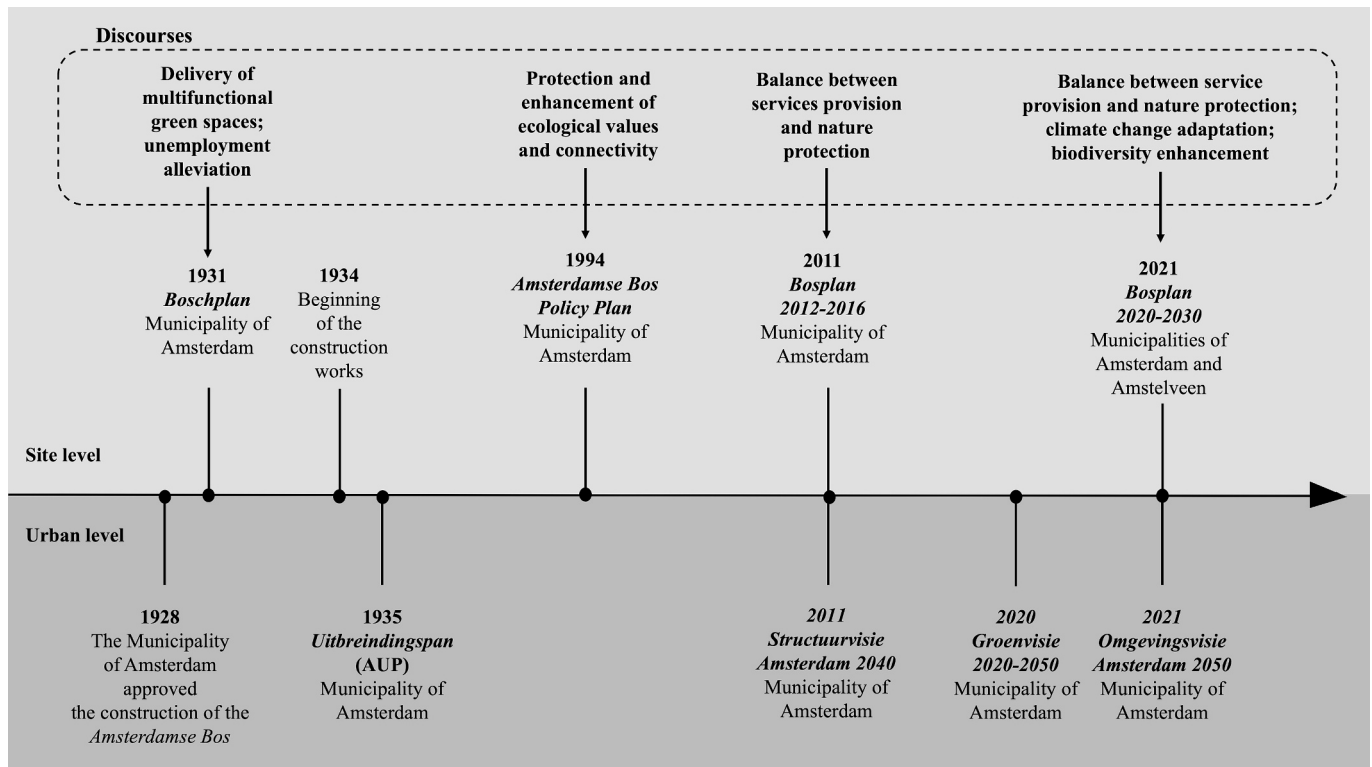 Discourses
Delivery of
multifunctional
green spaces;
unemployment
alleviation
Protection and
enhancement of
ecological values
and connectivity
Balance between
services provision
and nature
protection
Balance between service
provision and nature protection;
climate change adaptation;
biodiversity enhancement
1931
Boschplan
Municipality of
Amsterdam
1934
Beginning
of the
construction
works
1994
Amsterdamse Bos
Policy Plan
Municipality of
Amsterdam
2011
Bosplan
2012-2016
Municipality of
Amsterdam
2021
Bosplan
2020-2030
Municipalities of
Amsterdam and
Amstelveen
Site level
Urban level
1928
The Municipality
of Amsterdam
approved
the construction of the
Amsterdamse Bos
1935
Uitbreindingspan
(AUP)
Municipality of
Amsterdam
2011
Structuurvisie
Amsterdam 2040
Municipality of
Amsterdam
2020
Groenvisie
2020-2050
Municipality of
Amsterdam
2021
Omgevingsvisie
Amsterdam 2050
Municipality of
Amsterdam